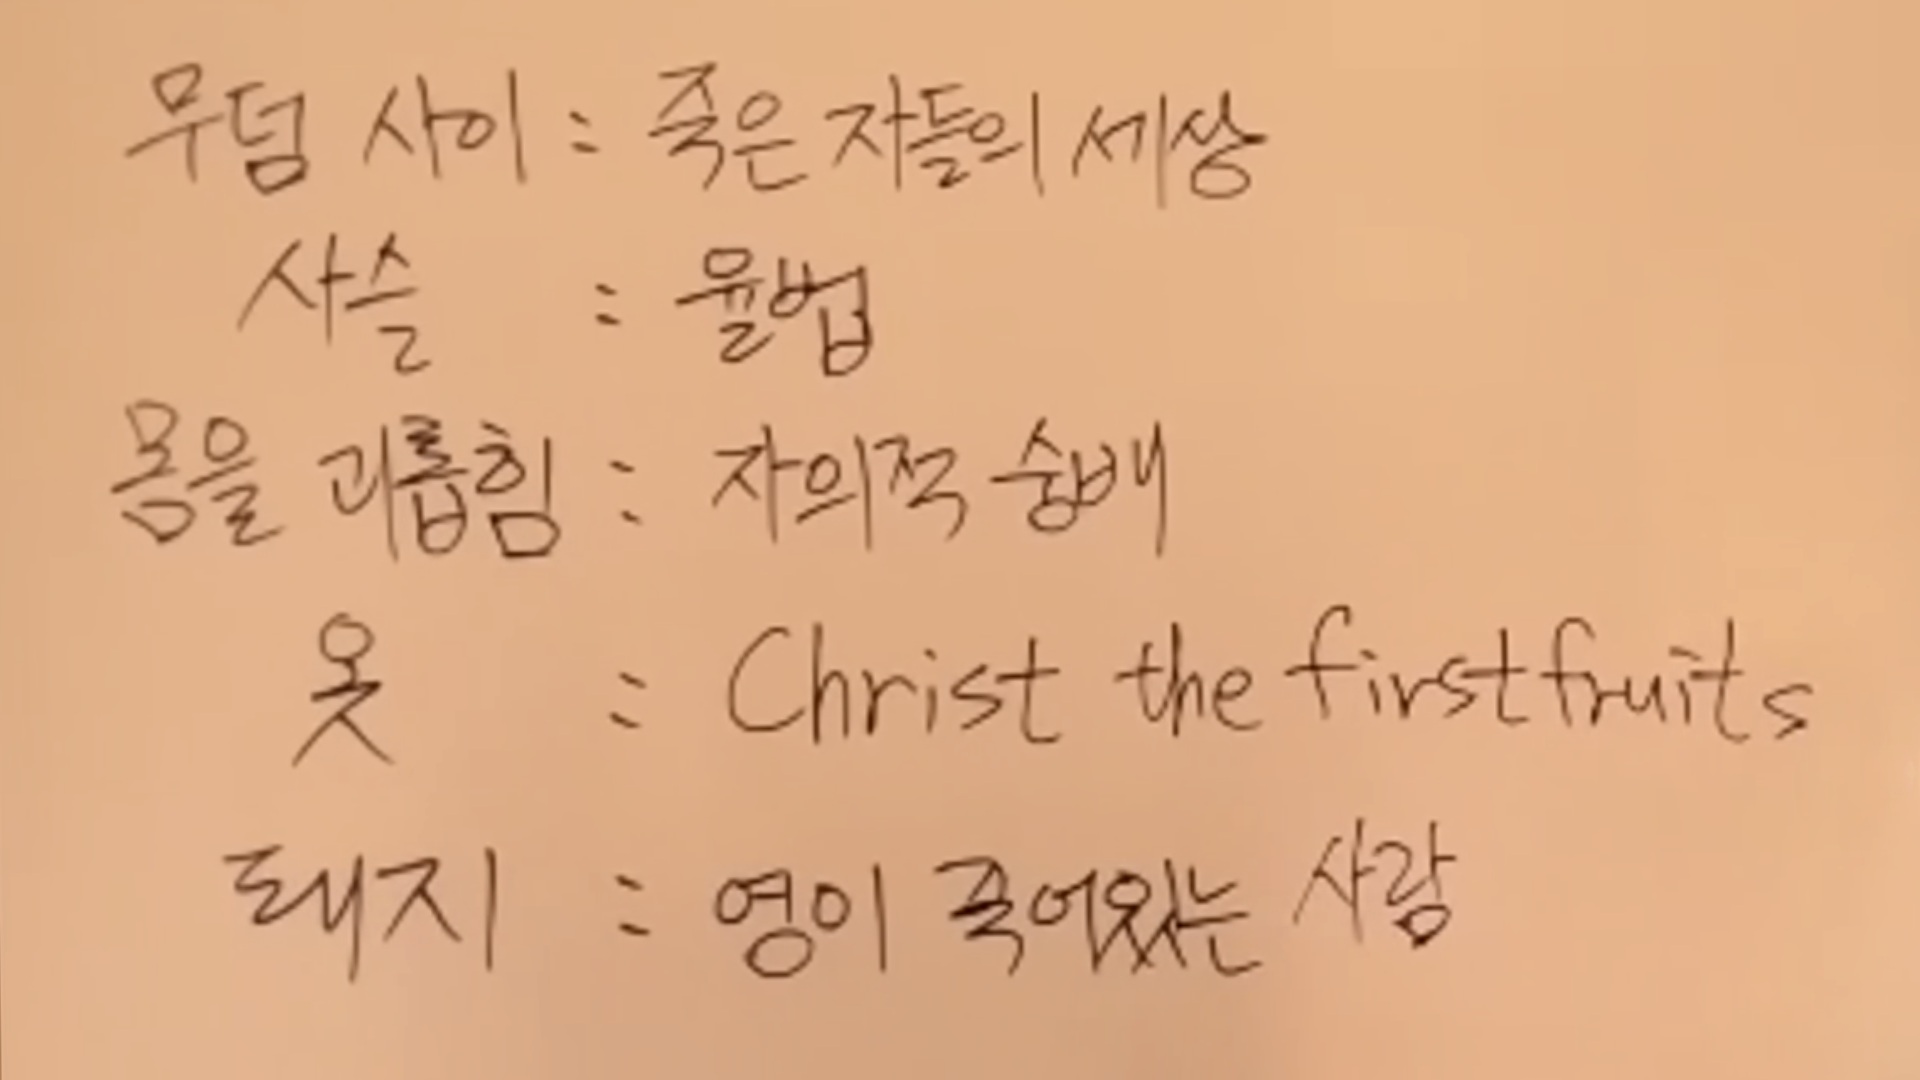 무덤 사이 : 죽은 자들의 세상
사슬 : 율법
몸을 괴롭힘 : 자의적 숭배
옷 : Christ the firstfruits
돼지 : 영이 죽어있는 사람